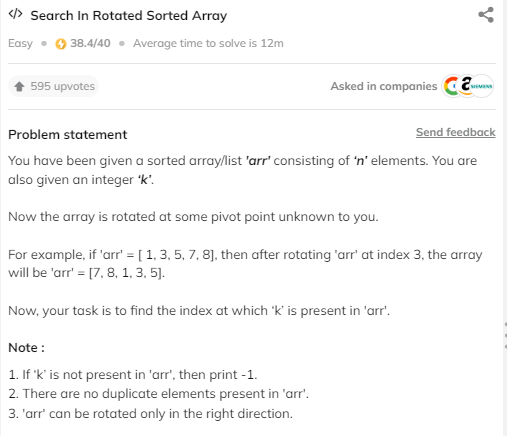 </> Search In Rotated Sorted Array
Easy • 38.4/40 • Average time to solve is 12m
595 upvotes
Asked in companies
SIEMENS
Problem statement
Send feedback
You have been given a sorted array/list 'arr' consisting of ‘n’ elements. You are
also given an integer ‘k’.
Now the array is rotated at some pivot point unknown to you.
For example, if 'arr' = [ 1, 3, 5, 7, 8], then after rotating 'arr' at index 3, the array
will be 'arr' = [7, 8, 1, 3, 5].
Now, your task is to find the index at which ‘k’ is present in 'arr'.
Note :
1. If ‘k’ is not present in 'arr', then print -1.
2. There are no duplicate elements present in 'arr'.
3. 'arr' can be rotated only in the right direction.